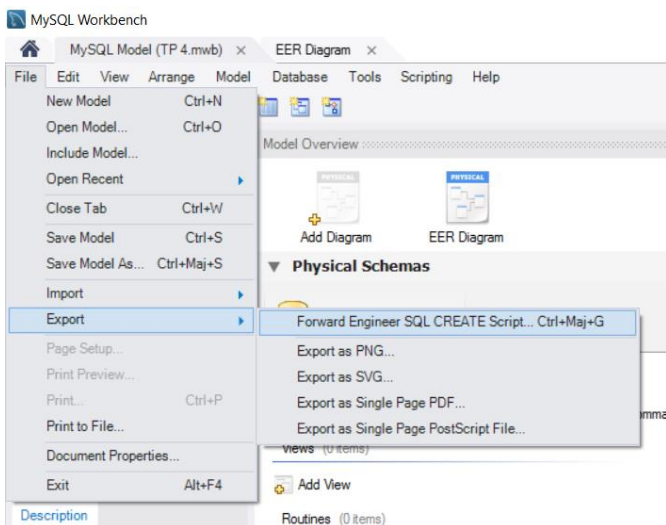 MySQL Workbench
MySQL Model (TP 4.mwb) × EER Diagram ×
File Edit View Arrange Model Database Tools Scripting Help
New Model Ctrl+N
Open Model... Ctrl+O
Include Model...
Open Recent
Close Tab Ctrl+W
Save Model Ctrl+S
Save Model As... Ctrl+Maj+S
Import
Export
Page Setup...
Print Preview...
Print... Ctrl+P
Print to File...
Document Properties...
Exit Alt+F4
Description
Model Overview
PHYSICAL PHYSICAL
Add Diagram EER Diagram
Physical Schemas
Forward Engineer SQL CREATE Script... Ctrl+Maj+G
Export as PNG...
Export as SVG...
Export as Single Page PDF...
Export as Single Page PostScript File...
Views (0 items)
Add View
Routines (0 items)